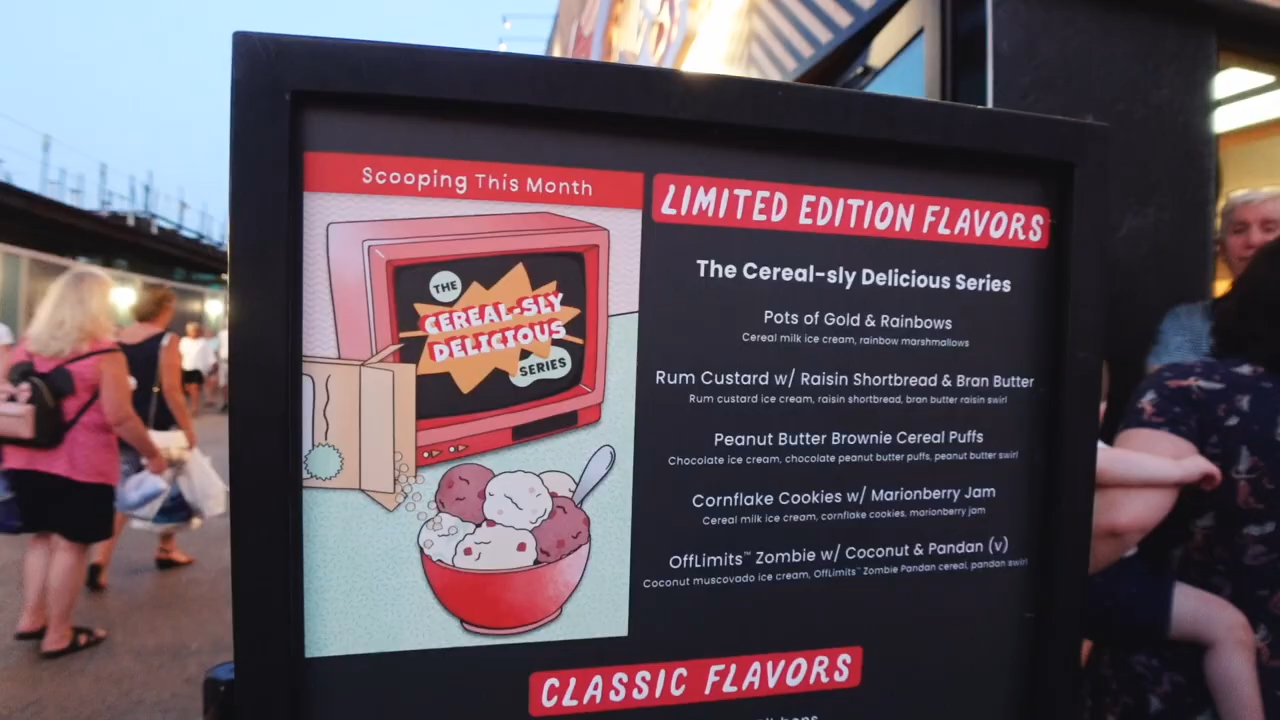 Scooping This Month
THE
CEREAL-SLY
DELICIOUS
SERIES
LIMITED EDITION FLAVORS
The Cereal-sly Delicious Series
Pots of Gold & Rainbows
Cereal milk ice cream, rainbow marshmallows
Rum Custard w/ Raisin Shortbread & Bran Butter
Rum custard ice cream, raisin shortbread, bran butter raisin swirl
Peanut Butter Brownie Cereal Puffs
Chocolate ice cream, chocolate peanut butter puffs, peanut butter swirl
Cornflake Cookies w/ Marionberry Jam
Cereal milk ice cream, cornflake cookies, marionberry jam
OffLimits™ Zombie w/ Coconut & Pandan (v)
Coconut muscovado ice cream, OffLimits™ Zombie Pandan cereal, pandan swirl
CLASSIC FLAVORS